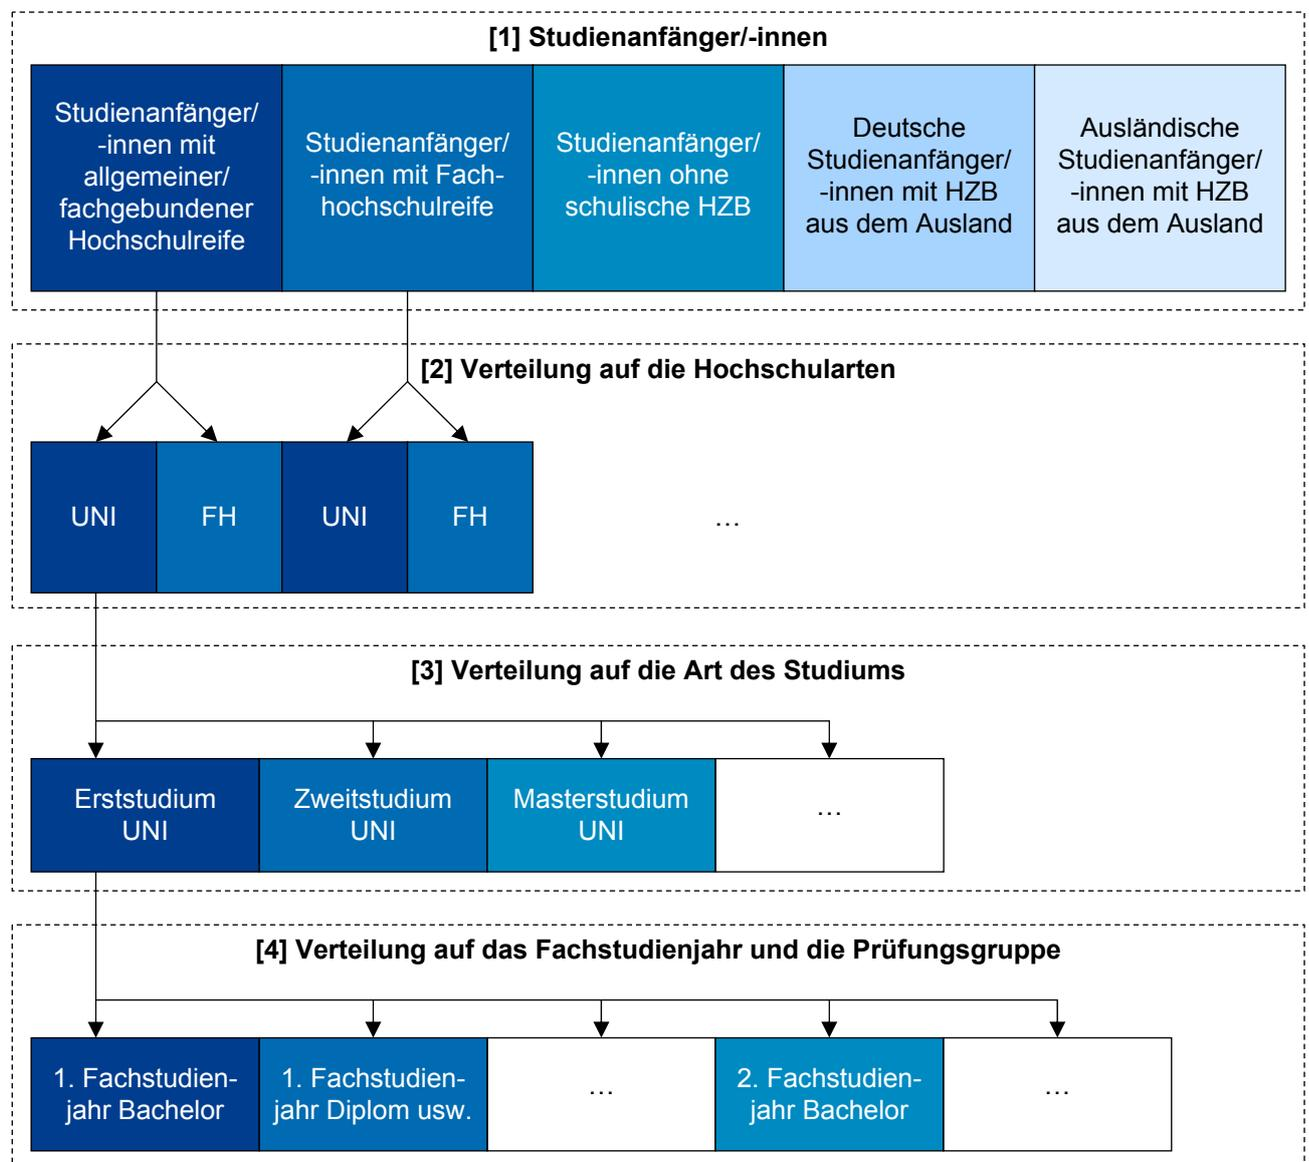 [1] Studienanfänger/-innen
Studienanfänger/
-innen mit
allgemeiner/
fachgebundener
Hochschulreife
Studienanfänger/
-innen mit Fach-
hochschulreife
Studienanfänger/
-innen ohne
schulische HZB
Deutsche
Studienanfänger/
-innen mit HZB
aus dem Ausland
Ausländische
Studienanfänger/
-innen mit HZB
aus dem Ausland
[2] Verteilung auf die Hochschularten
UNI
FH
UNI
FH
…
[3] Verteilung auf die Art des Studiums
Erststudium
UNI
Zweitstudium
UNI
Masterstudium
UNI
…
[4] Verteilung auf das Fachstudienjahr und die Prüfungsgruppe
1. Fachstudien-
jahr Bachelor
1. Fachstudien-
jahr Diplom usw.
…
2. Fachstudien-
jahr Bachelor
…